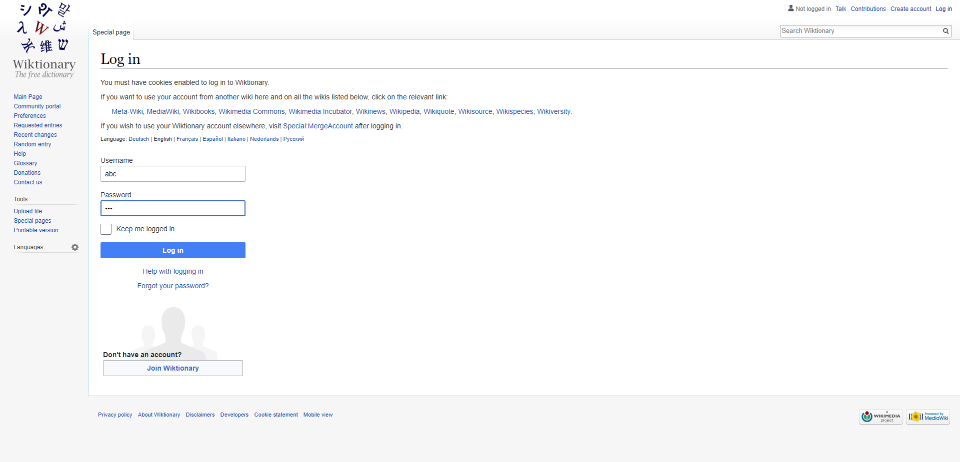 Not logged in Talk Contributions Create account Log in
Special page
Search Wiktionary
Wiktionary
The free dictionary
Main Page
Community portal
Preferences
Requested entries
Recent changes
Random entry
Help
Glossary
Donations
Contact us
Tools
Upload file
Special pages
Printable version
Languages
Log in
You must have cookies enabled to log in to Wiktionary.
If you want to use your account from another wiki here and on all the wikis listed below, click on the relevant link:
Meta-Wiki, MediaWiki, Wikibooks, Wikimedia Commons, Wikimedia Incubator, Wikinews, Wikipedia, Wikiquote, Wikisource, Wikispecies, Wikiversity.
If you wish to use your Wiktionary account elsewhere, visit Special:MergeAccount after logging in.
Language: Deutsch | English | Français | Español | Italiano | Nederlands | Русский
Username
abc
Password
Keep me logged in
Log in
Help with logging in
Forgot your password?
Don't have an account?
Join Wiktionary
Privacy policy About Wiktionary Disclaimers Developers Cookie statement Mobile view
A WIKIMEDIA project
Powered by MediaWiki